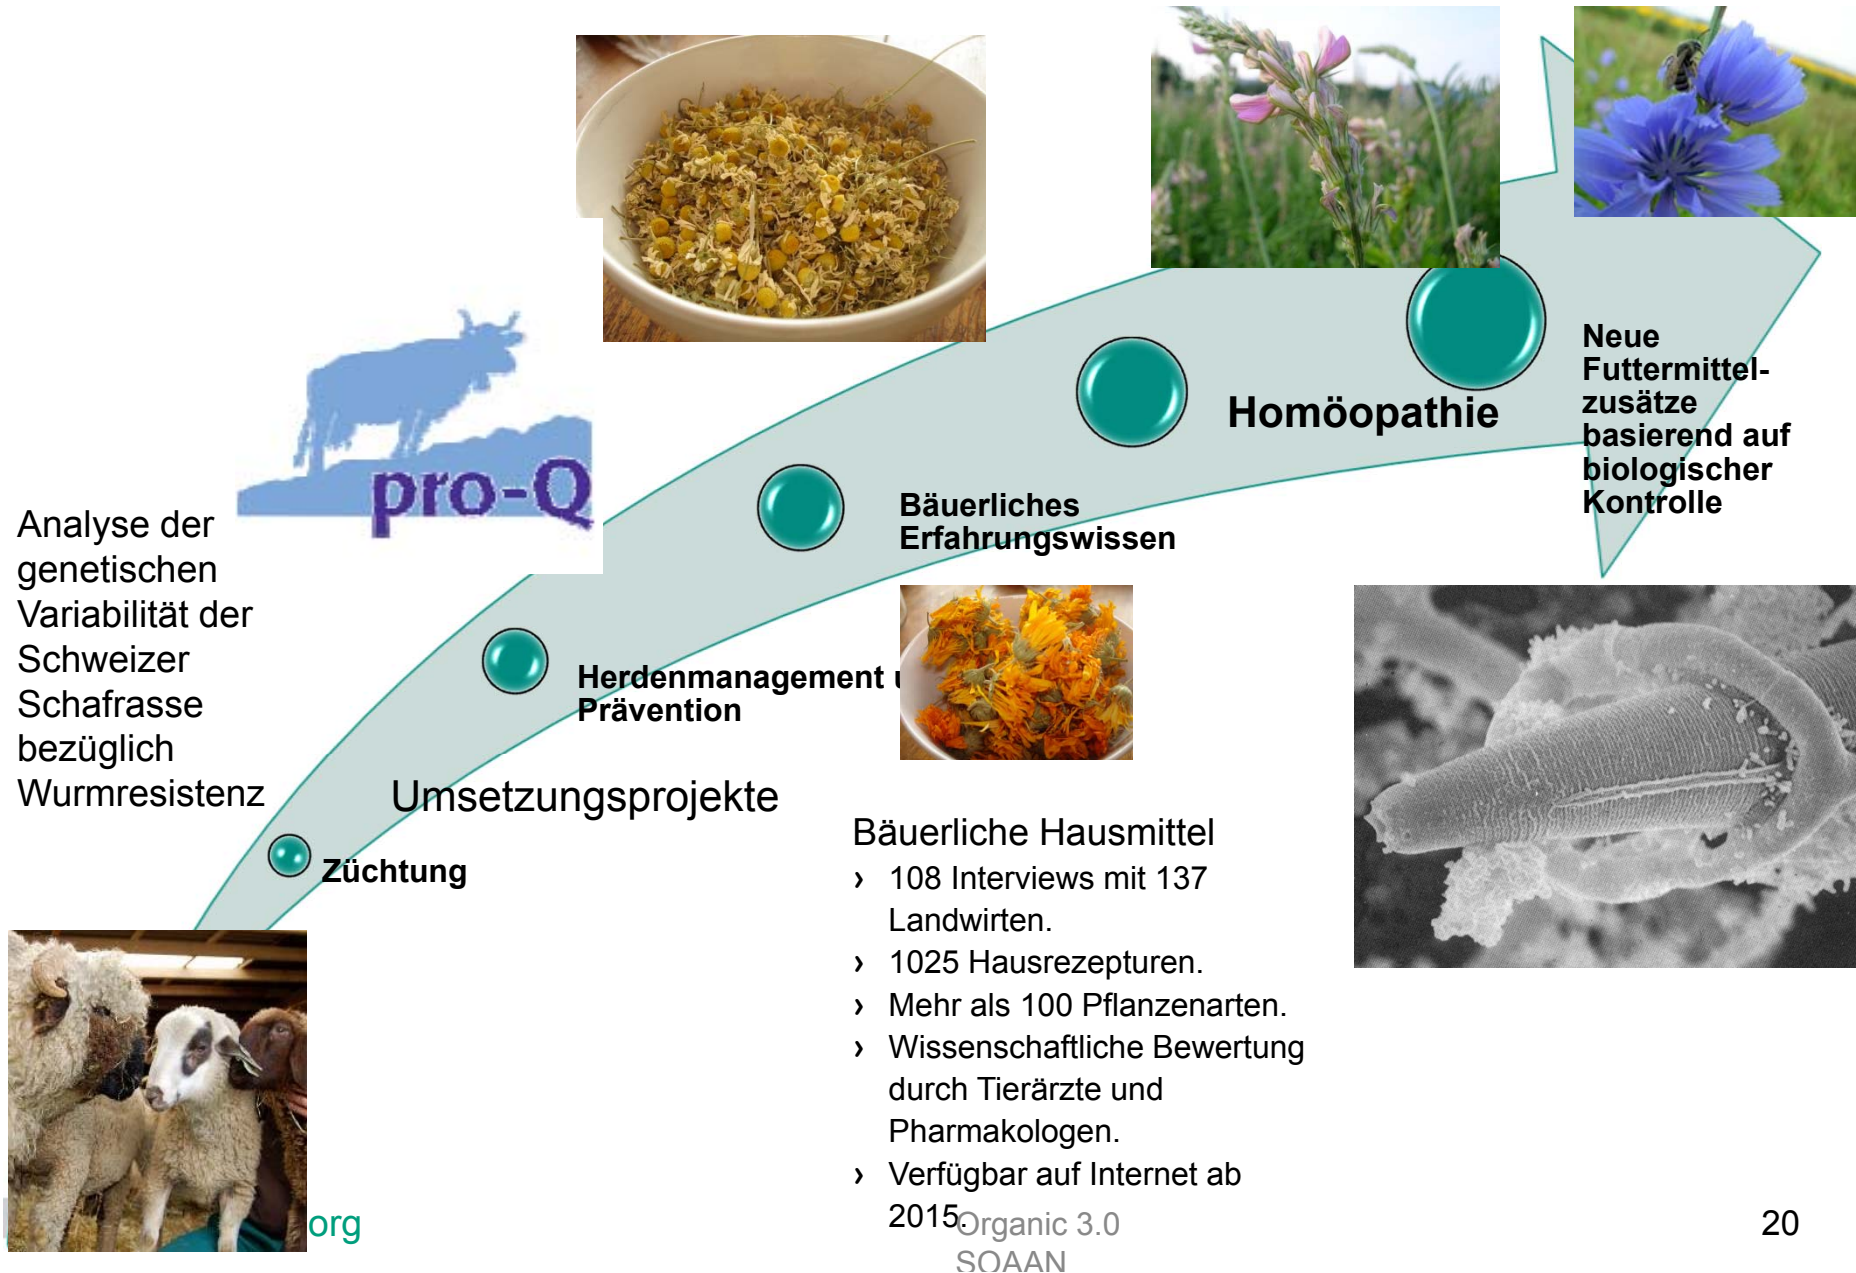 Neue
Futtermittel-
zusätze
basierend auf
biologischer
Kontrolle
Homöopathie
Bäuerliches
Erfahrungswissen
pro-Q
Analyse der
genetischen
Variabilität der
Schweizer
Schafrasse
bezüglich
Wurmresistenz
Herdenmanagement
Prävention
Umsetzungsprojekte
Züchtung
Bäuerliche Hausmittel
› 108 Interviews mit 137
Landwirten.
› 1025 Hausrezepturen.
› Mehr als 100 Pflanzenarten.
› Wissenschaftliche Bewertung
durch Tierärzte und
Pharmakologen.
› Verfügbar auf Internet ab
2015.
org
Organic 3.0
SOAAN
20